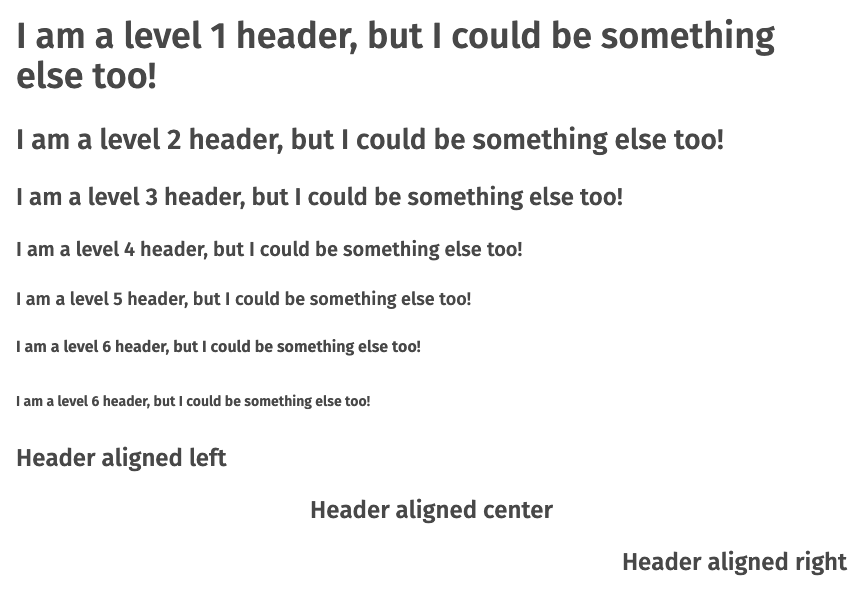 I am a level 1 header, but I could be something
else too!
I am a level 2 header, but I could be something else too!
I am a level 3 header, but I could be something else too!
I am a level 4 header, but I could be something else too!
I am a level 5 header, but I could be something else too!
I am a level 6 header, but I could be something else too!
I am a level 6 header, but I could be something else too!
Header aligned left
Header aligned center
Header aligned right